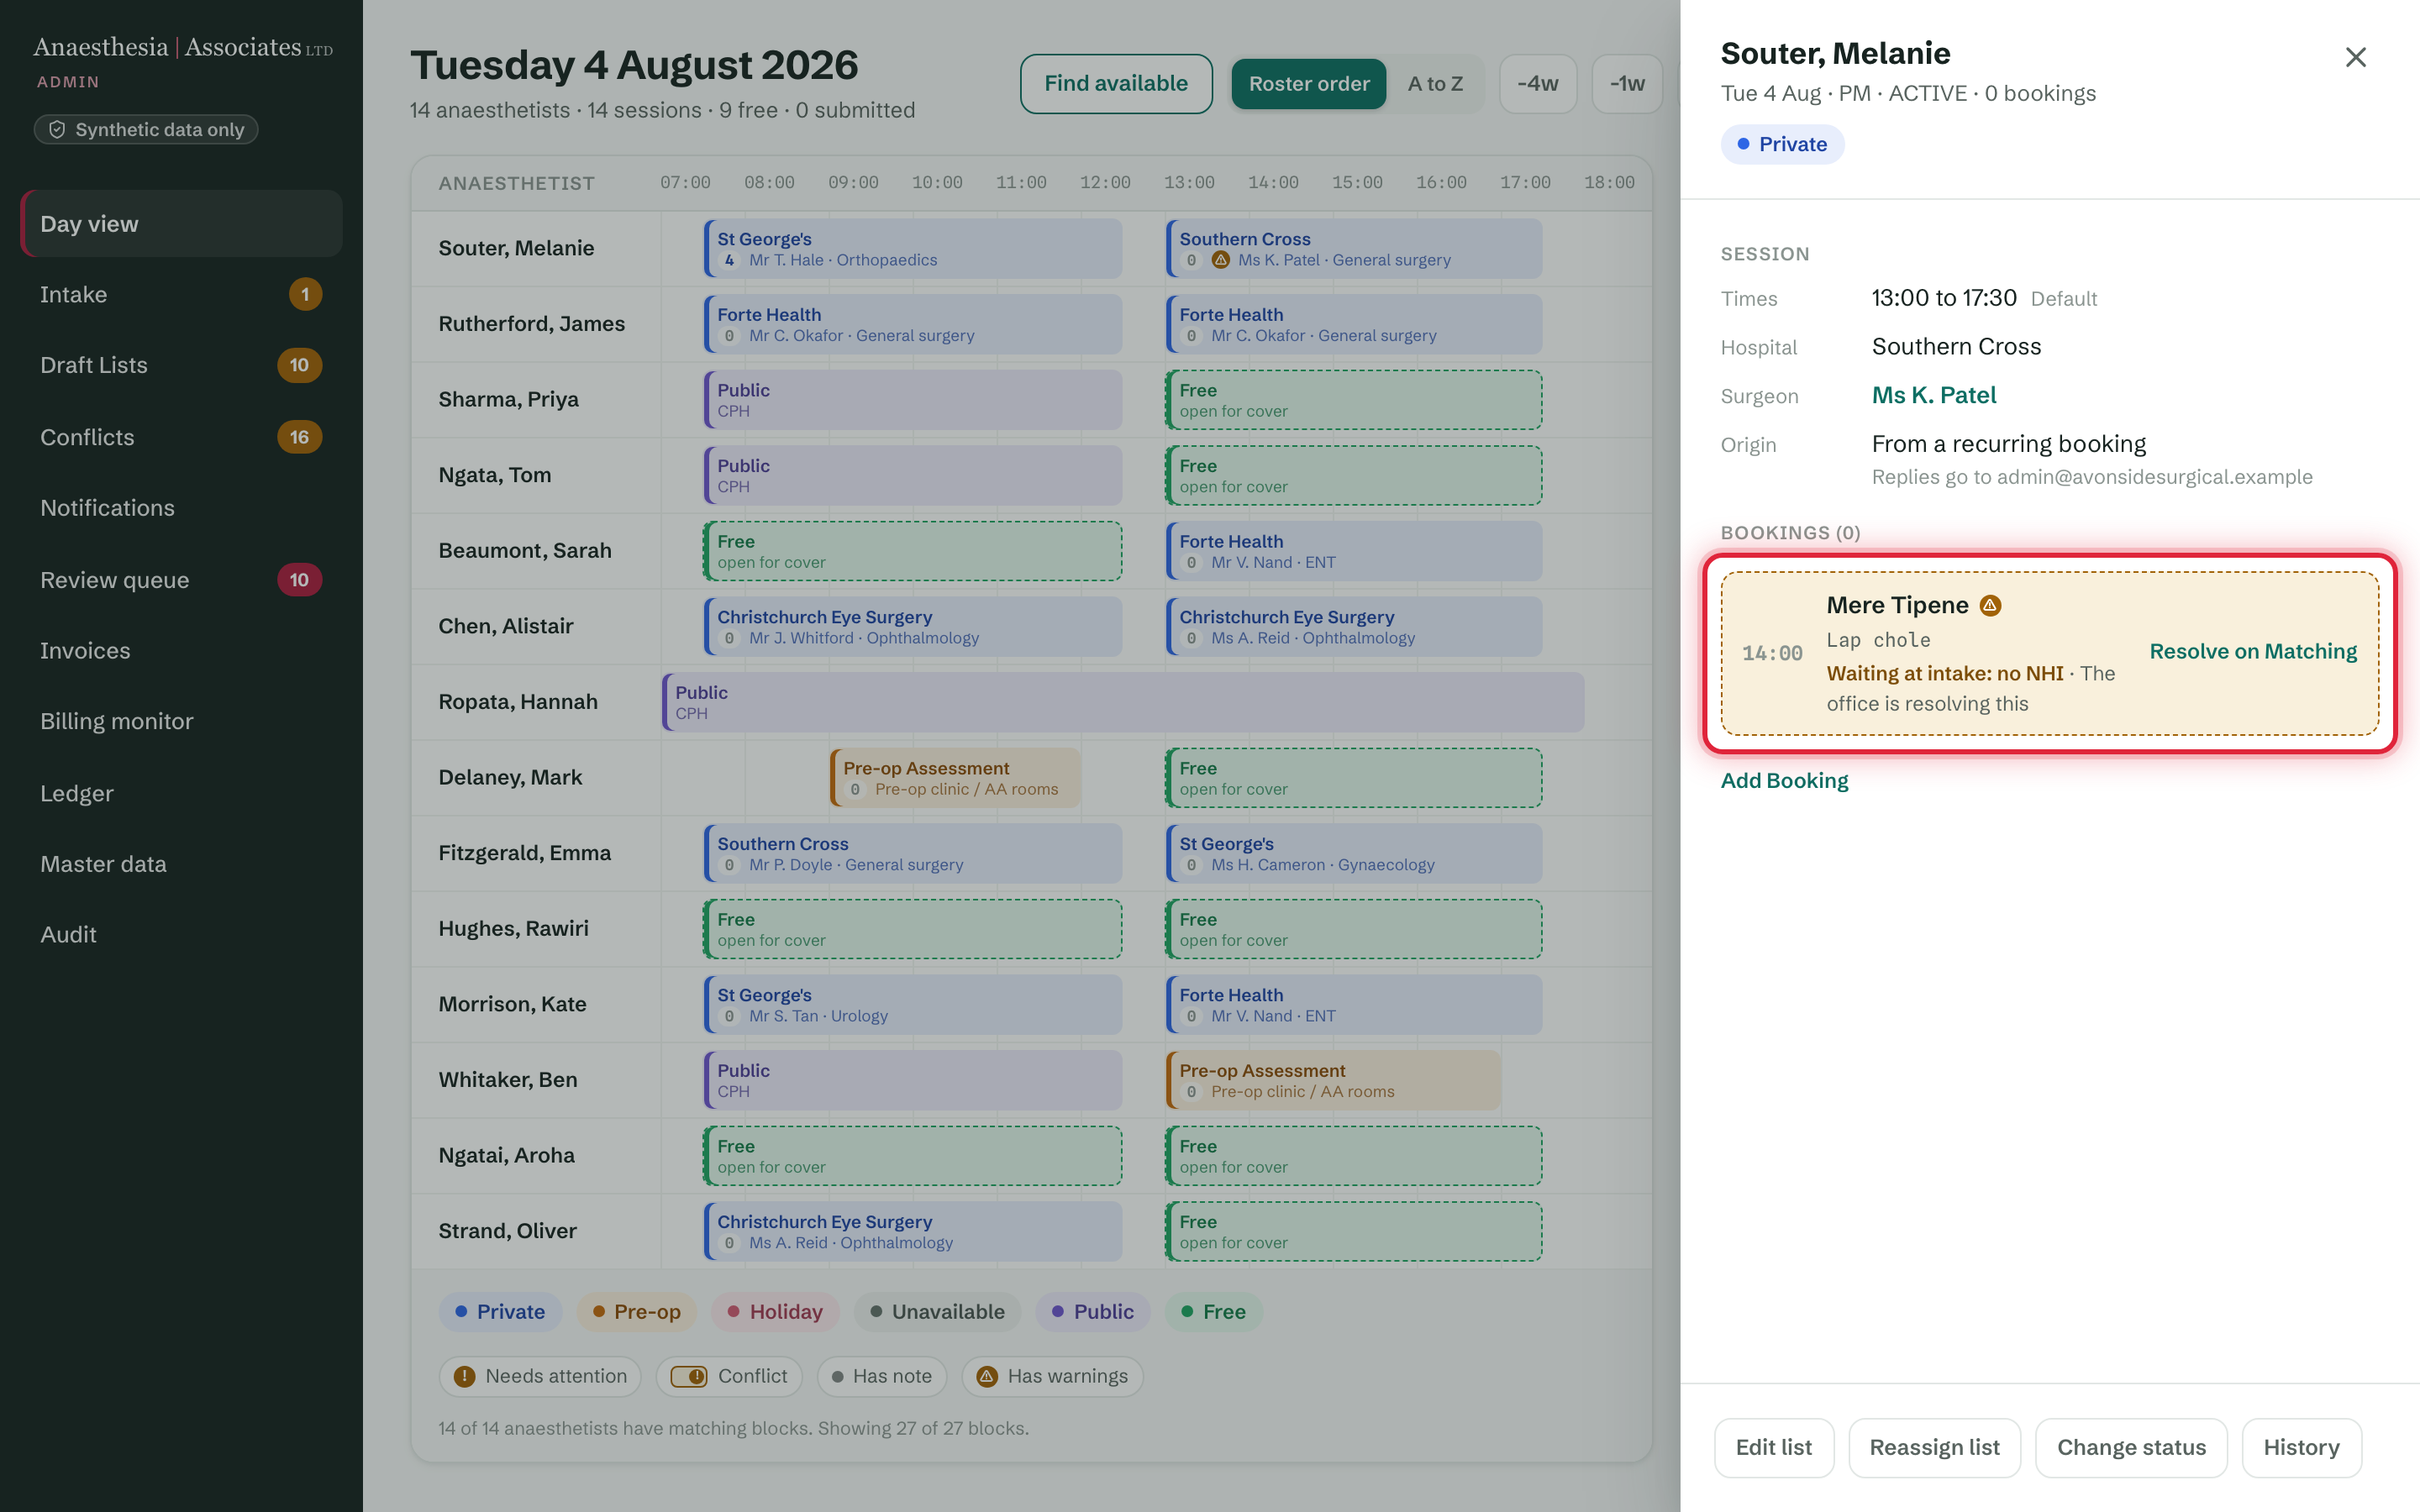 Anaesthesia | Associates LTD
ADMIN
Synthetic data only
Day view
Intake 1
Draft Lists 10
Conflicts 16
Notifications
Review queue 10
Invoices
Billing monitor
Ledger
Master data
Audit
Tuesday 4 August 2026
14 anaesthetists · 14 sessions · 9 free · 0 submitted
Find available
Roster order
A to Z
-4w
-1w
ANAESTHETIST 07:00 08:00 09:00 10:00 11:00 12:00 13:00 14:00 15:00 16:00 17:00 18:00
Souter, Melanie
St George's
4 Mr T. Hale · Orthopaedics
Southern Cross
0 Ms K. Patel · General surgery
Rutherford, James
Forte Health
0 Mr C. Okafor · General surgery
Forte Health
0 Mr C. Okafor · General surgery
Sharma, Priya
Public
CPH
Free
open for cover
Ngata, Tom
Public
CPH
Free
open for cover
Beaumont, Sarah
Free
open for cover
Forte Health
0 Mr V. Nand · ENT
Chen, Alistair
Christchurch Eye Surgery
0 Mr J. Whitford · Ophthalmology
Christchurch Eye Surgery
0 Ms A. Reid · Ophthalmology
Ropata, Hannah
Public
CPH
Delaney, Mark
Pre-op Assessment
0 Pre-op clinic / AA rooms
Free
open for cover
Fitzgerald, Emma
Southern Cross
0 Mr P. Doyle · General surgery
St George's
0 Ms H. Cameron · Gynaecology
Hughes, Rawiri
Free
open for cover
Free
open for cover
Morrison, Kate
St George's
0 Mr S. Tan · Urology
Forte Health
0 Mr V. Nand · ENT
Whitaker, Ben
Public
CPH
Pre-op Assessment
0 Pre-op clinic / AA rooms
Ngatai, Aroha
Free
open for cover
Free
open for cover
Strand, Oliver
Christchurch Eye Surgery
0 Ms A. Reid · Ophthalmology
Free
open for cover
Private
Pre-op
Holiday
Unavailable
Public
Free
Needs attention
Conflict
Has note
Has warnings
14 of 14 anaesthetists have matching blocks. Showing 27 of 27 blocks.
Souter, Melanie
Tue 4 Aug · PM · ACTIVE · 0 bookings
Private
SESSION
Times 13:00 to 17:30 Default
Hospital Southern Cross
Surgeon Ms K. Patel
Origin From a recurring booking
Replies go to admin@avonsidesurgical.example
BOOKINGS (0)
Mere Tipene
14:00
Lap chole
Waiting at intake: no NHI · The
office is resolving this
Resolve on Matching
Add Booking
Edit list
Reassign list
Change status
History